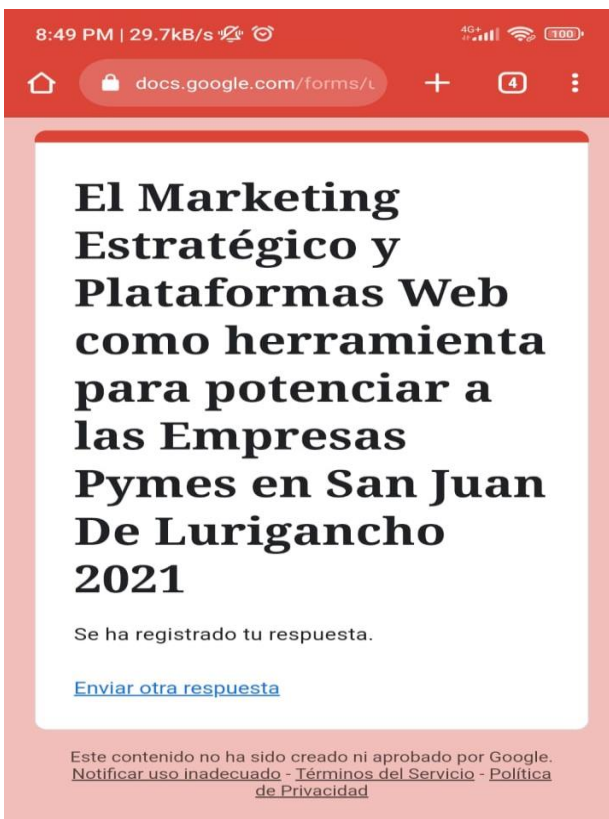 8:49 PM | 29.7kB/s
4G+
100
docs.google.com/forms/u
4
El Marketing
Estratégico y
Plataformas Web
como herramienta
para potenciar a
las Empresas
Pymes en San Juan
De Lurigancho
2021
Se ha registrado tu respuesta.
Enviar otra respuesta
Este contenido no ha sido creado ni aprobado por Google.
Notificar uso inadecuado - Términos del Servicio - Política
de Privacidad